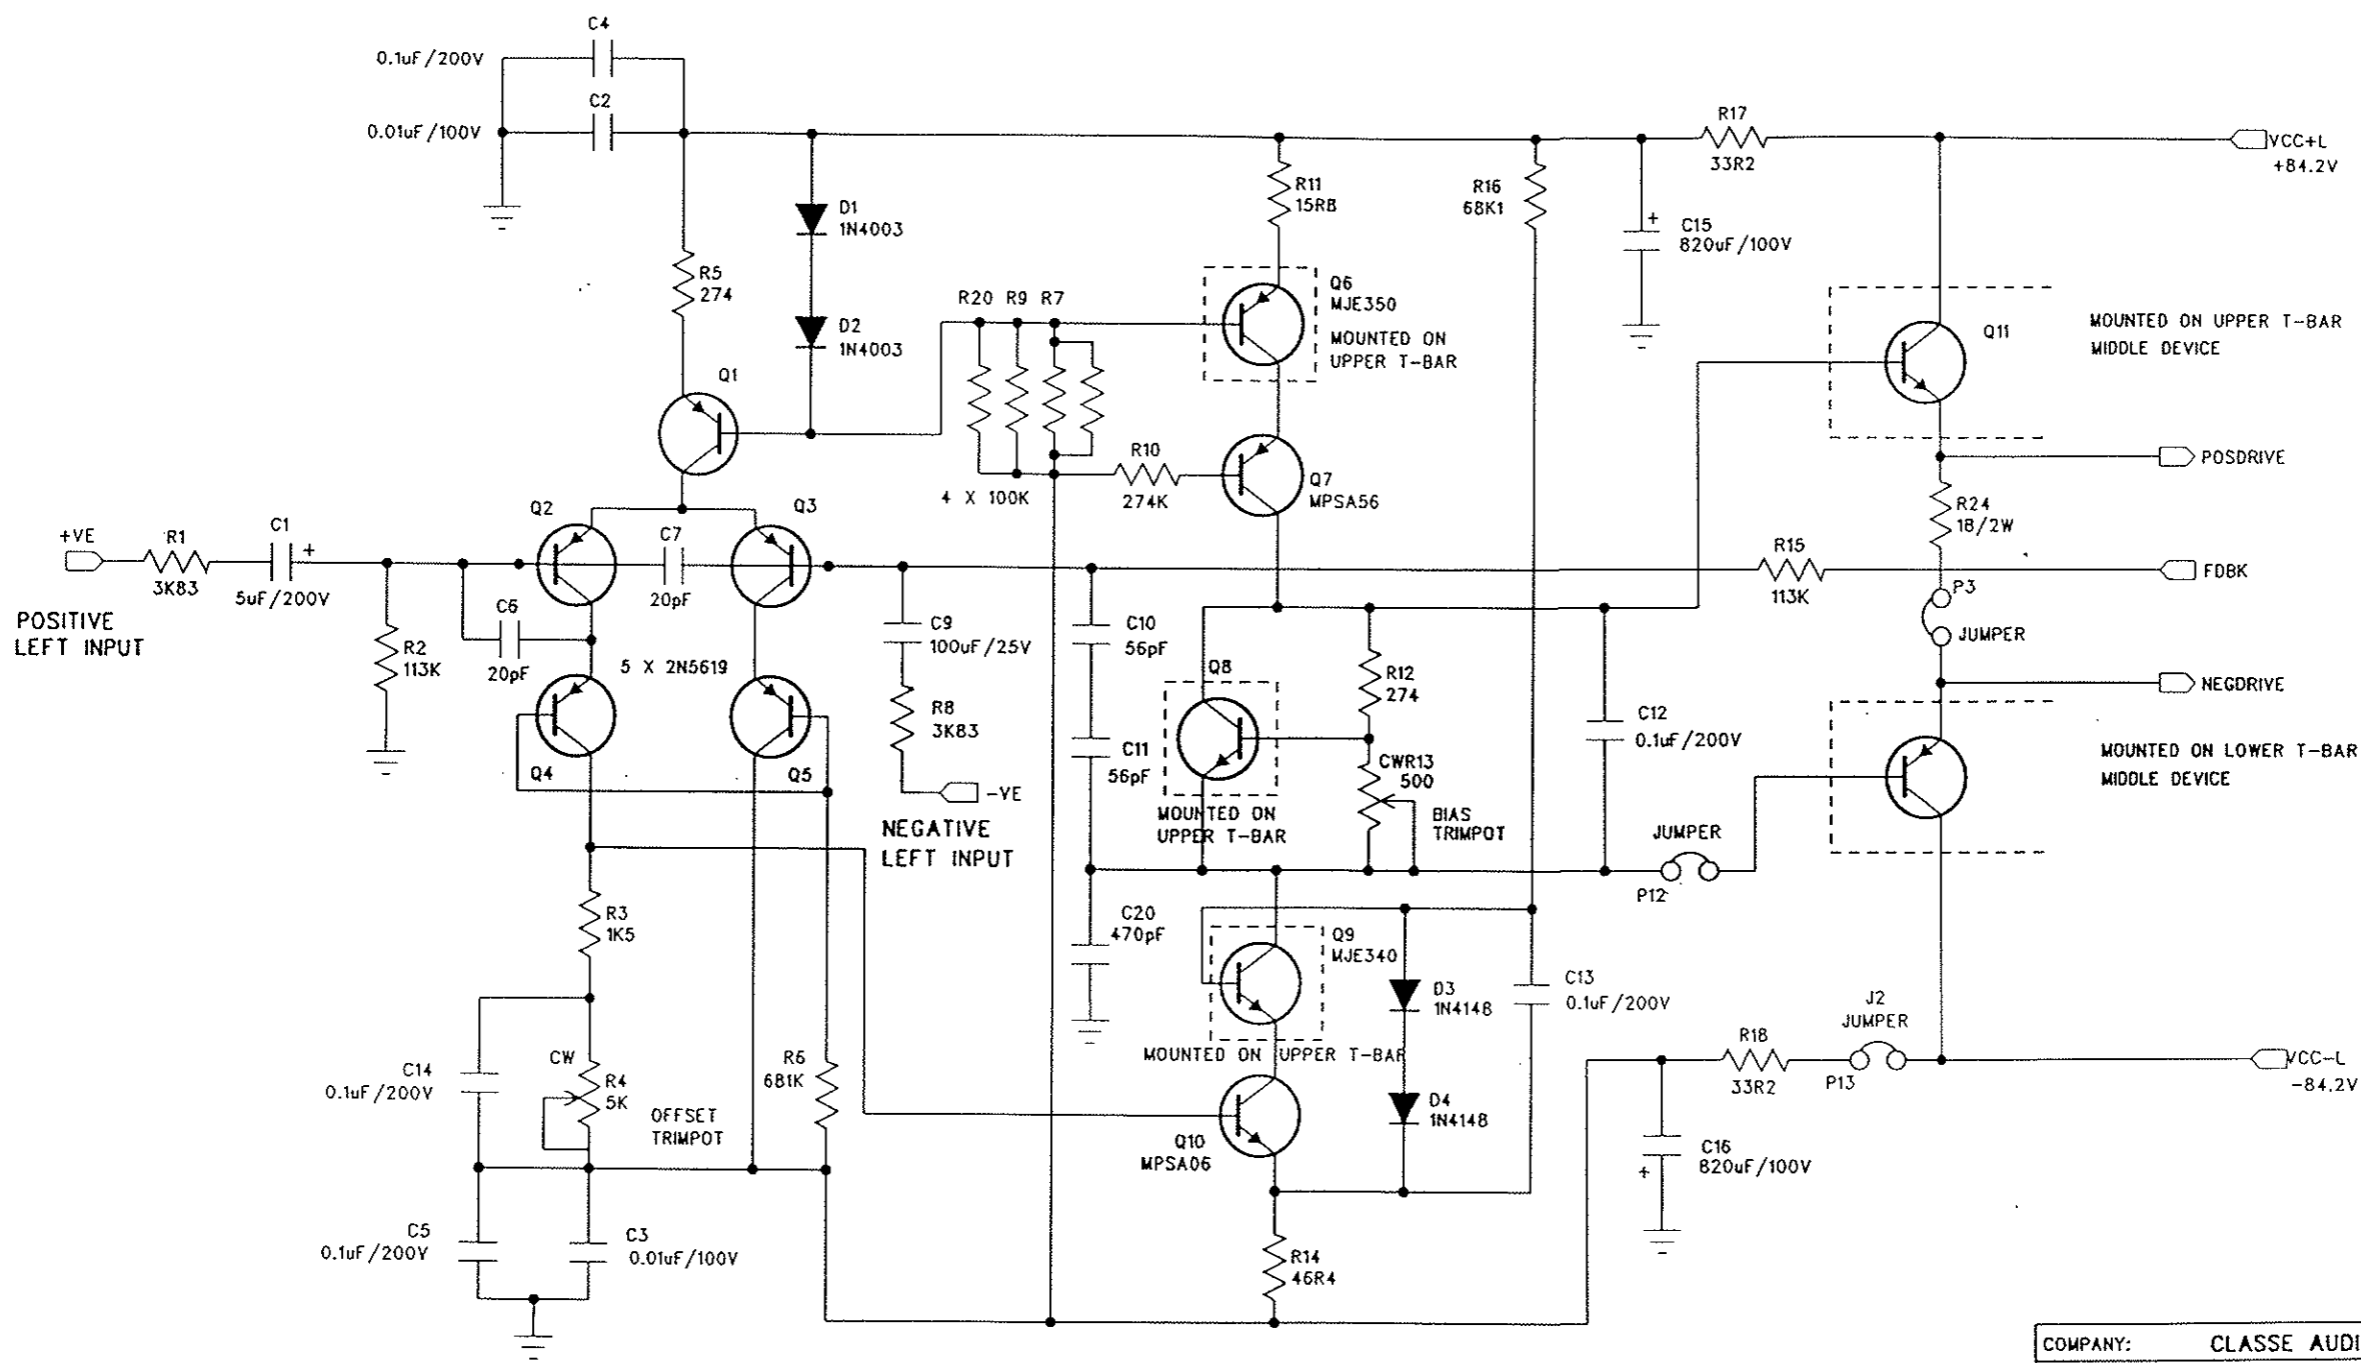 C4
0.1uF/200V
C2
0.01uF/100V
R17
33R2
VCC+L
+84.2V
R11
15R8
R16
68K1
D1
1N4003
C15
+
820uF/100V
R5
274
Q6
MJE350
MOUNTED ON
UPPER T-BAR
D2
1N4003
R20
R9
R7
Q11
MOUNTED ON UPPER T-BAR
MIDDLE DEVICE
Q1
R10
274K
4 X 100K
Q7
MPSA56
POSDRIVE
R24
18/2W
Q2
Q3
+VE
R1
3K83
C1
+
5uF/200V
C7
20pF
R15
113K
FDBK
P3
JUMPER
POSITIVE
LEFT INPUT
C6
20pF
R2
113K
C9
100uF/25V
C10
56pF
5 X 2N5619
Q8
R12
274
NEGDRIVE
R8
3K83
C12
0.1uF/200V
C11
56pF
Q4
Q5
CWR13
500
MOUNTED ON LOWER T-BAR
MIDDLE DEVICE
-VE
MOUNTED ON
UPPER T-BAR
BIAS
TRIMPOT
NEGATIVE
LEFT INPUT
JUMPER
P12
R3
1K5
C20
470pF
Q9
MJE340
D3
1N4148
C13
0.1uF/200V
J2
JUMPER
MOUNTED ON UPPER T-BAR
R18
33R2
P13
VCC-L
-84.2V
CW
C14
0.1uF/200V
R4
5K
R6
681K
OFFSET
TRIMPOT
D4
1N4148
Q10
MPSA06
C16
820uF/100V
+
C5
0.1uF/200V
C3
0.01uF/100V
R14
46R4
COMPANY: CLASSE AUDI